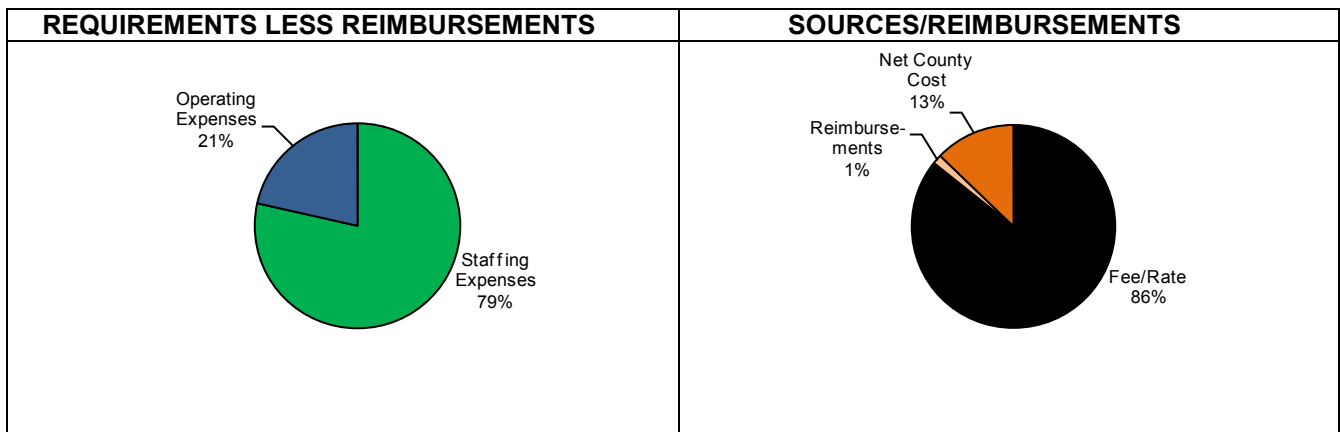 REQUIREMENTS LESS REIMBURSEMENTS
Operating
Expenses
21%
Staffing
Expenses
79%
SOURCES/REIMBURSEMENTS
Net County
Cost
13%
Reimburse-
ments
1%
Fee/Rate
86%